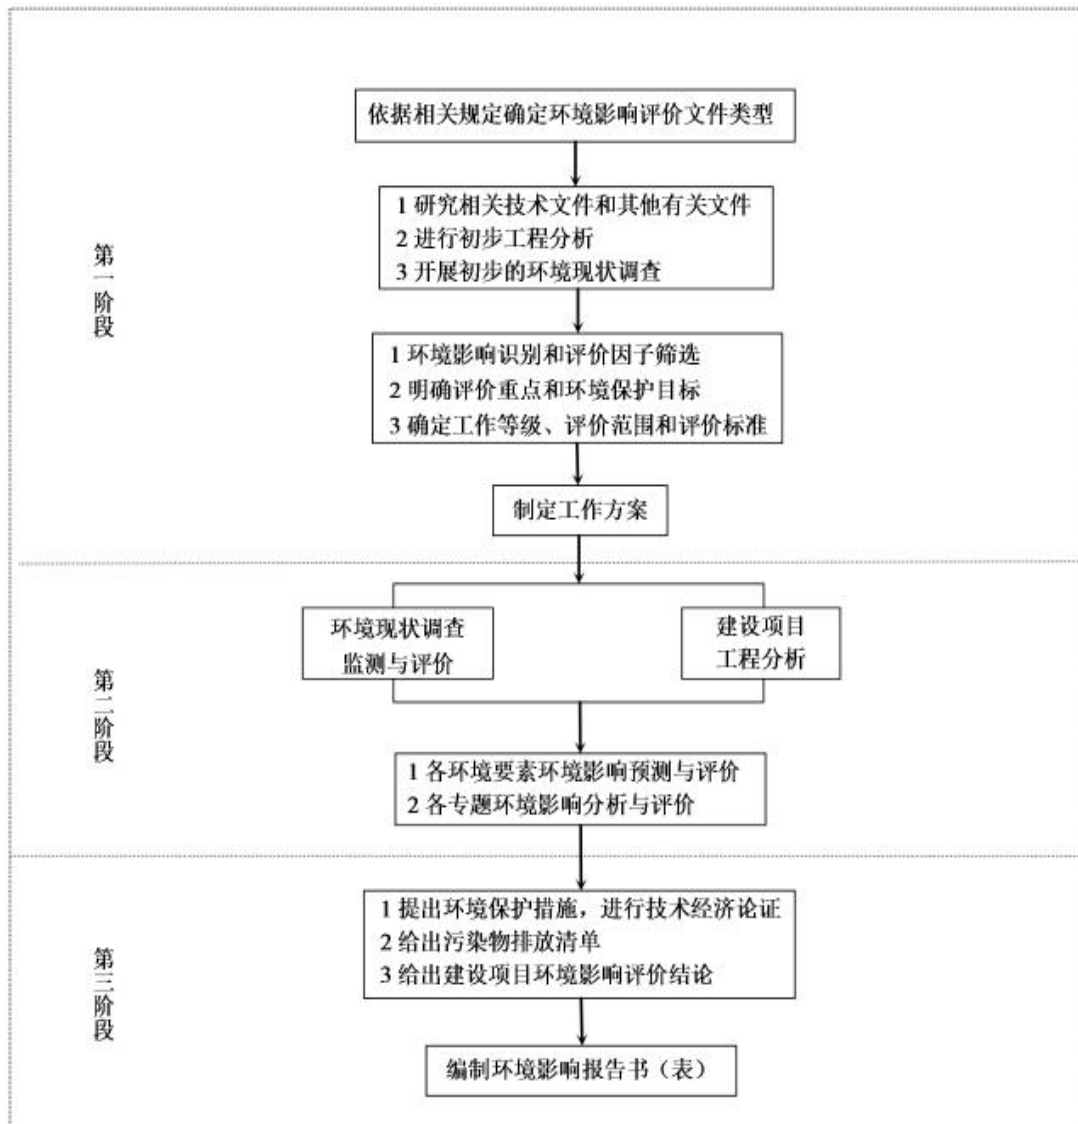 依据相关规定确定环境影响评价文件类型
第一阶段
1 研究相关技术文件和其他有关文件
2 进行初步工程分析
3 开展初步的环境现状调查
1 环境影响识别和评价因子筛选
2 明确评价重点和环境保护目标
3 确定工作等级、评价范围和评价标准
制定工作方案
第二阶段
环境现状调查
监测与评价
建设项目
工程分析
1 各环境要素环境影响预测与评价
2 各专题环境影响分析与评价
第三阶段
1 提出环境保护措施，进行技术经济论证
2 给出污染物排放清单
3 给出建设项目环境影响评价结论
编制环境影响报告书（表）